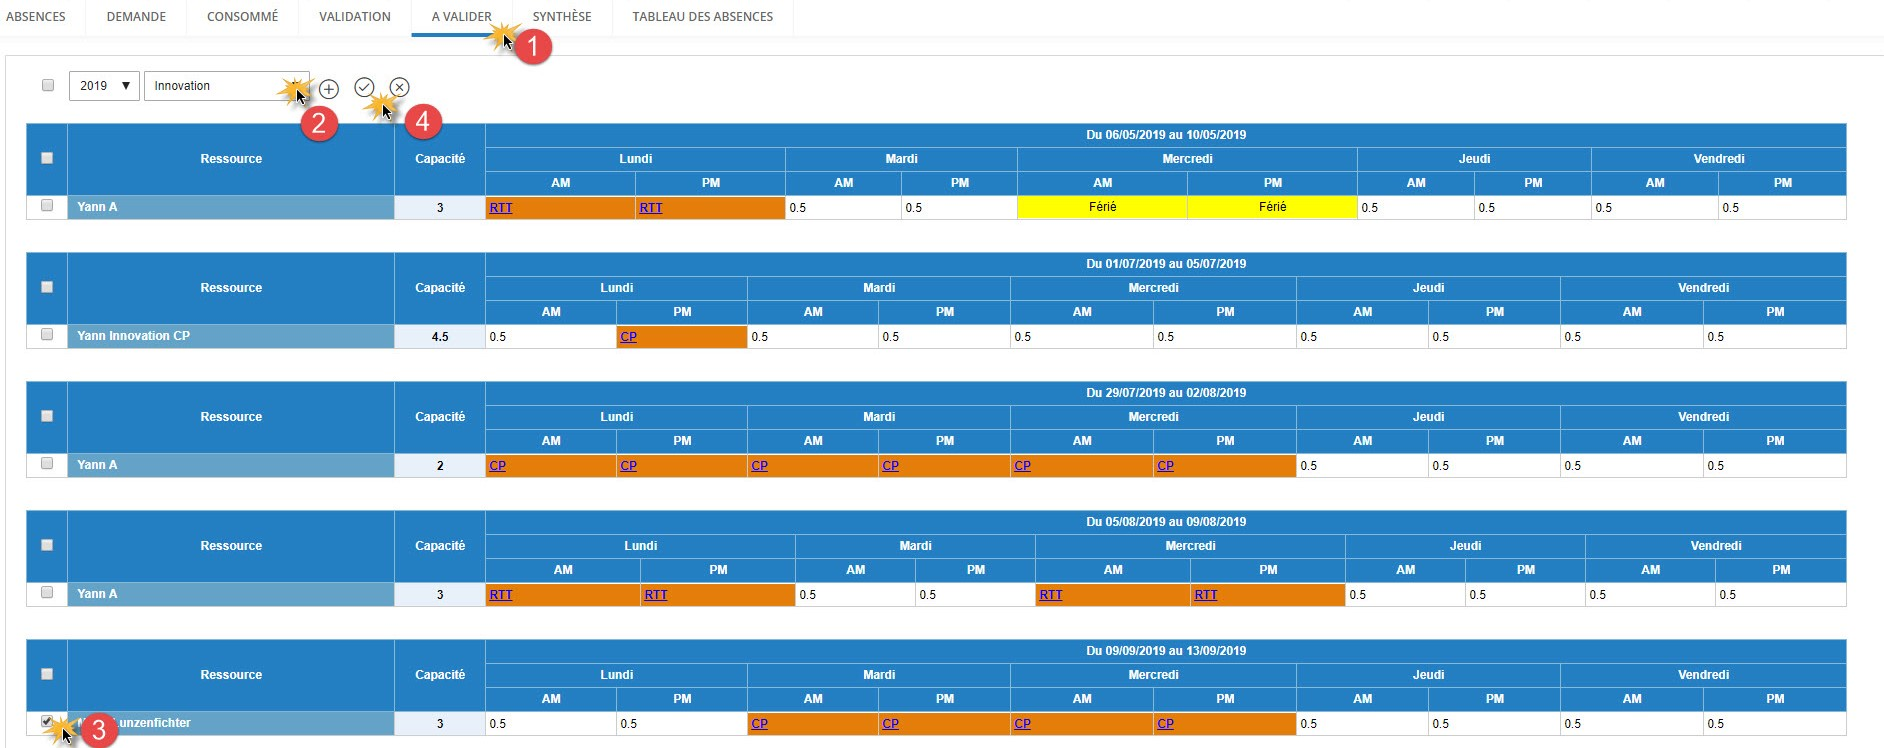 ABSENCES DEMANDE CONSOMMÉ VALIDATION A VALIDER SYNTHÈSE TABLEAU DES ABSENCES
1
2019 Innovation
2 4
Du 06/05/2019 au 10/05/2019
Ressource Capacité Lundi Mardi Mercredi Jeudi Vendredi
AM PM AM PM AM PM AM PM AM PM
Yann A 3 RTT RTT 0.5 0.5 Férié Férié 0.5 0.5 0.5 0.5
Du 01/07/2019 au 05/07/2019
Ressource Capacité Lundi Mardi Mercredi Jeudi Vendredi
AM PM AM PM AM PM AM PM AM PM
Yann Innovation CP 4.5 0.5 CP 0.5 0.5 0.5 0.5 0.5 0.5 0.5 0.5
Du 29/07/2019 au 02/08/2019
Ressource Capacité Lundi Mardi Mercredi Jeudi Vendredi
AM PM AM PM AM PM AM PM AM PM
Yann A 2 CP CP CP CP CP CP 0.5 0.5 0.5 0.5
Du 05/08/2019 au 09/08/2019
Ressource Capacité Lundi Mardi Mercredi Jeudi Vendredi
AM PM AM PM AM PM AM PM AM PM
Yann A 3 RTT RTT 0.5 0.5 RTT RTT 0.5 0.5 0.5 0.5
Du 09/09/2019 au 13/09/2019
Ressource Capacité Lundi Mardi Mercredi Jeudi Vendredi
AM PM AM PM AM PM AM PM AM PM
3 unzenfichter 3 0.5 0.5 CP CP CP CP 0.5 0.5 0.5 0.5